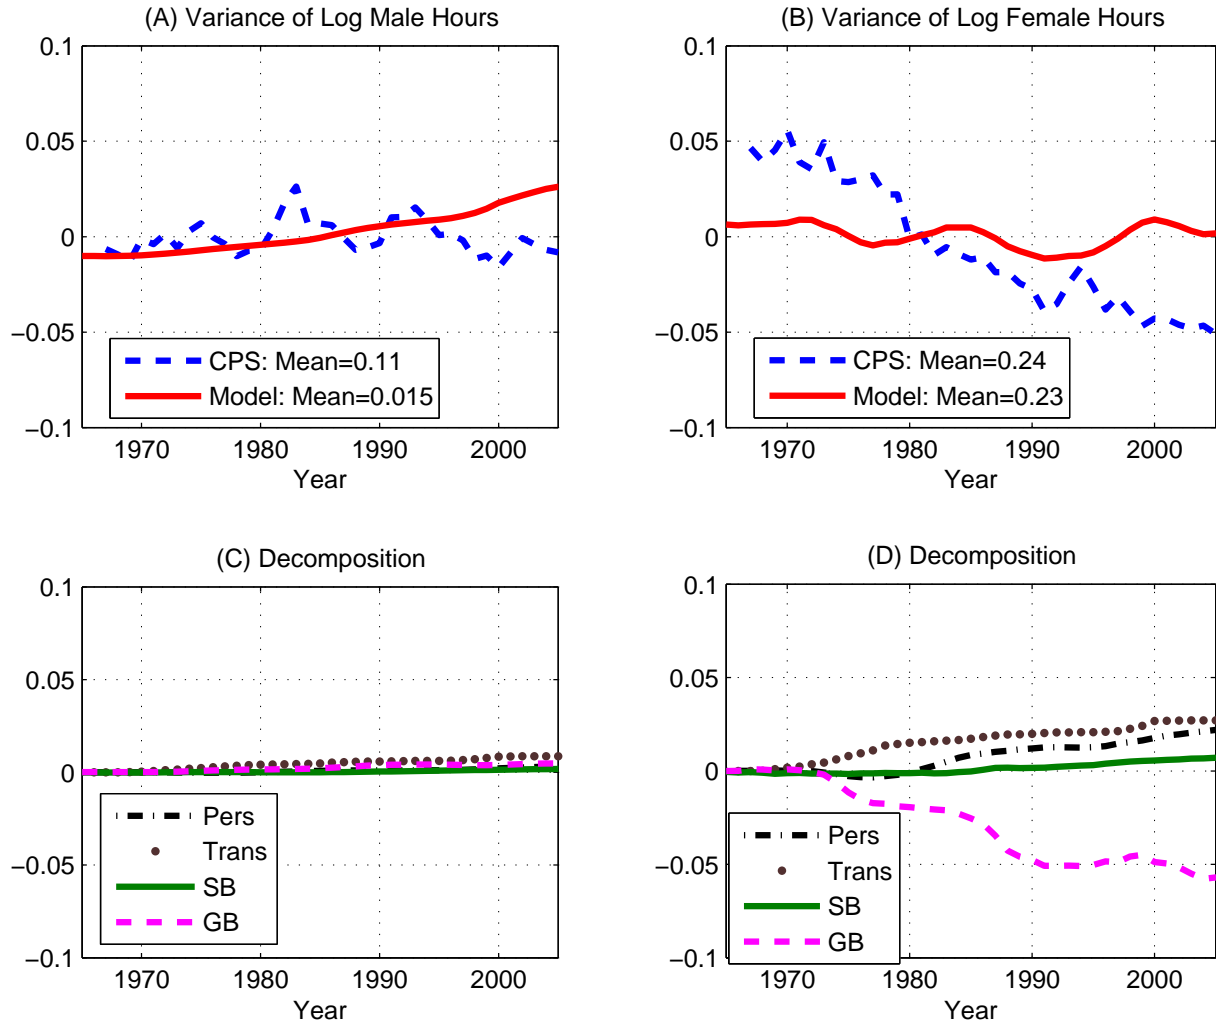 (A) Variance of Log Male Hours
0.1
0.05
0
−0.05
−0.1
CPS: Mean=0.11
Model: Mean=0.015
1970 1980 1990 2000
Year
(B) Variance of Log Female Hours
0.1
0.05
0
−0.05
−0.1
CPS: Mean=0.24
Model: Mean=0.23
1970 1980 1990 2000
Year
(C) Decomposition
0.1
0.05
0
−0.05
−0.1
Pers
Trans
SB
GB
1970 1980 1990 2000
Year
(D) Decomposition
0.1
0.05
0
−0.05
−0.1
Pers
Trans
SB
GB
1970 1980 1990 2000
Year